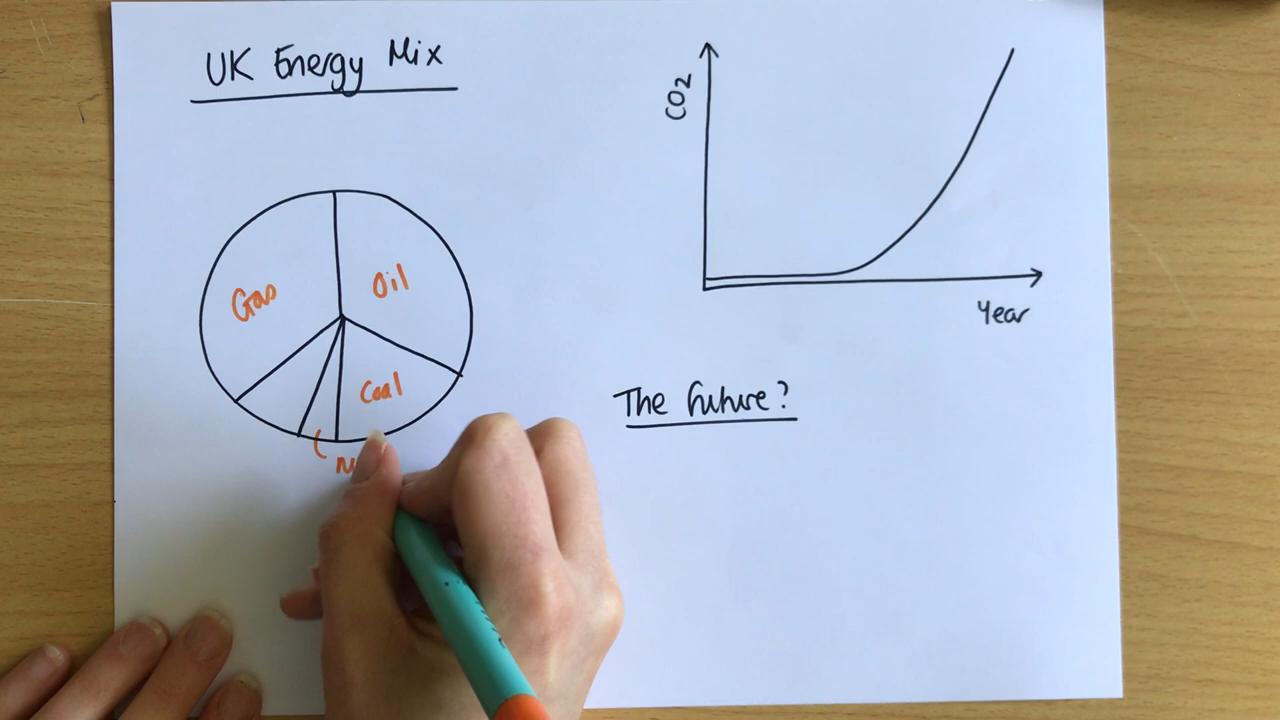 UK Energy Mix
CO2
Year
Gas
Oil
Coal
N
The Future?